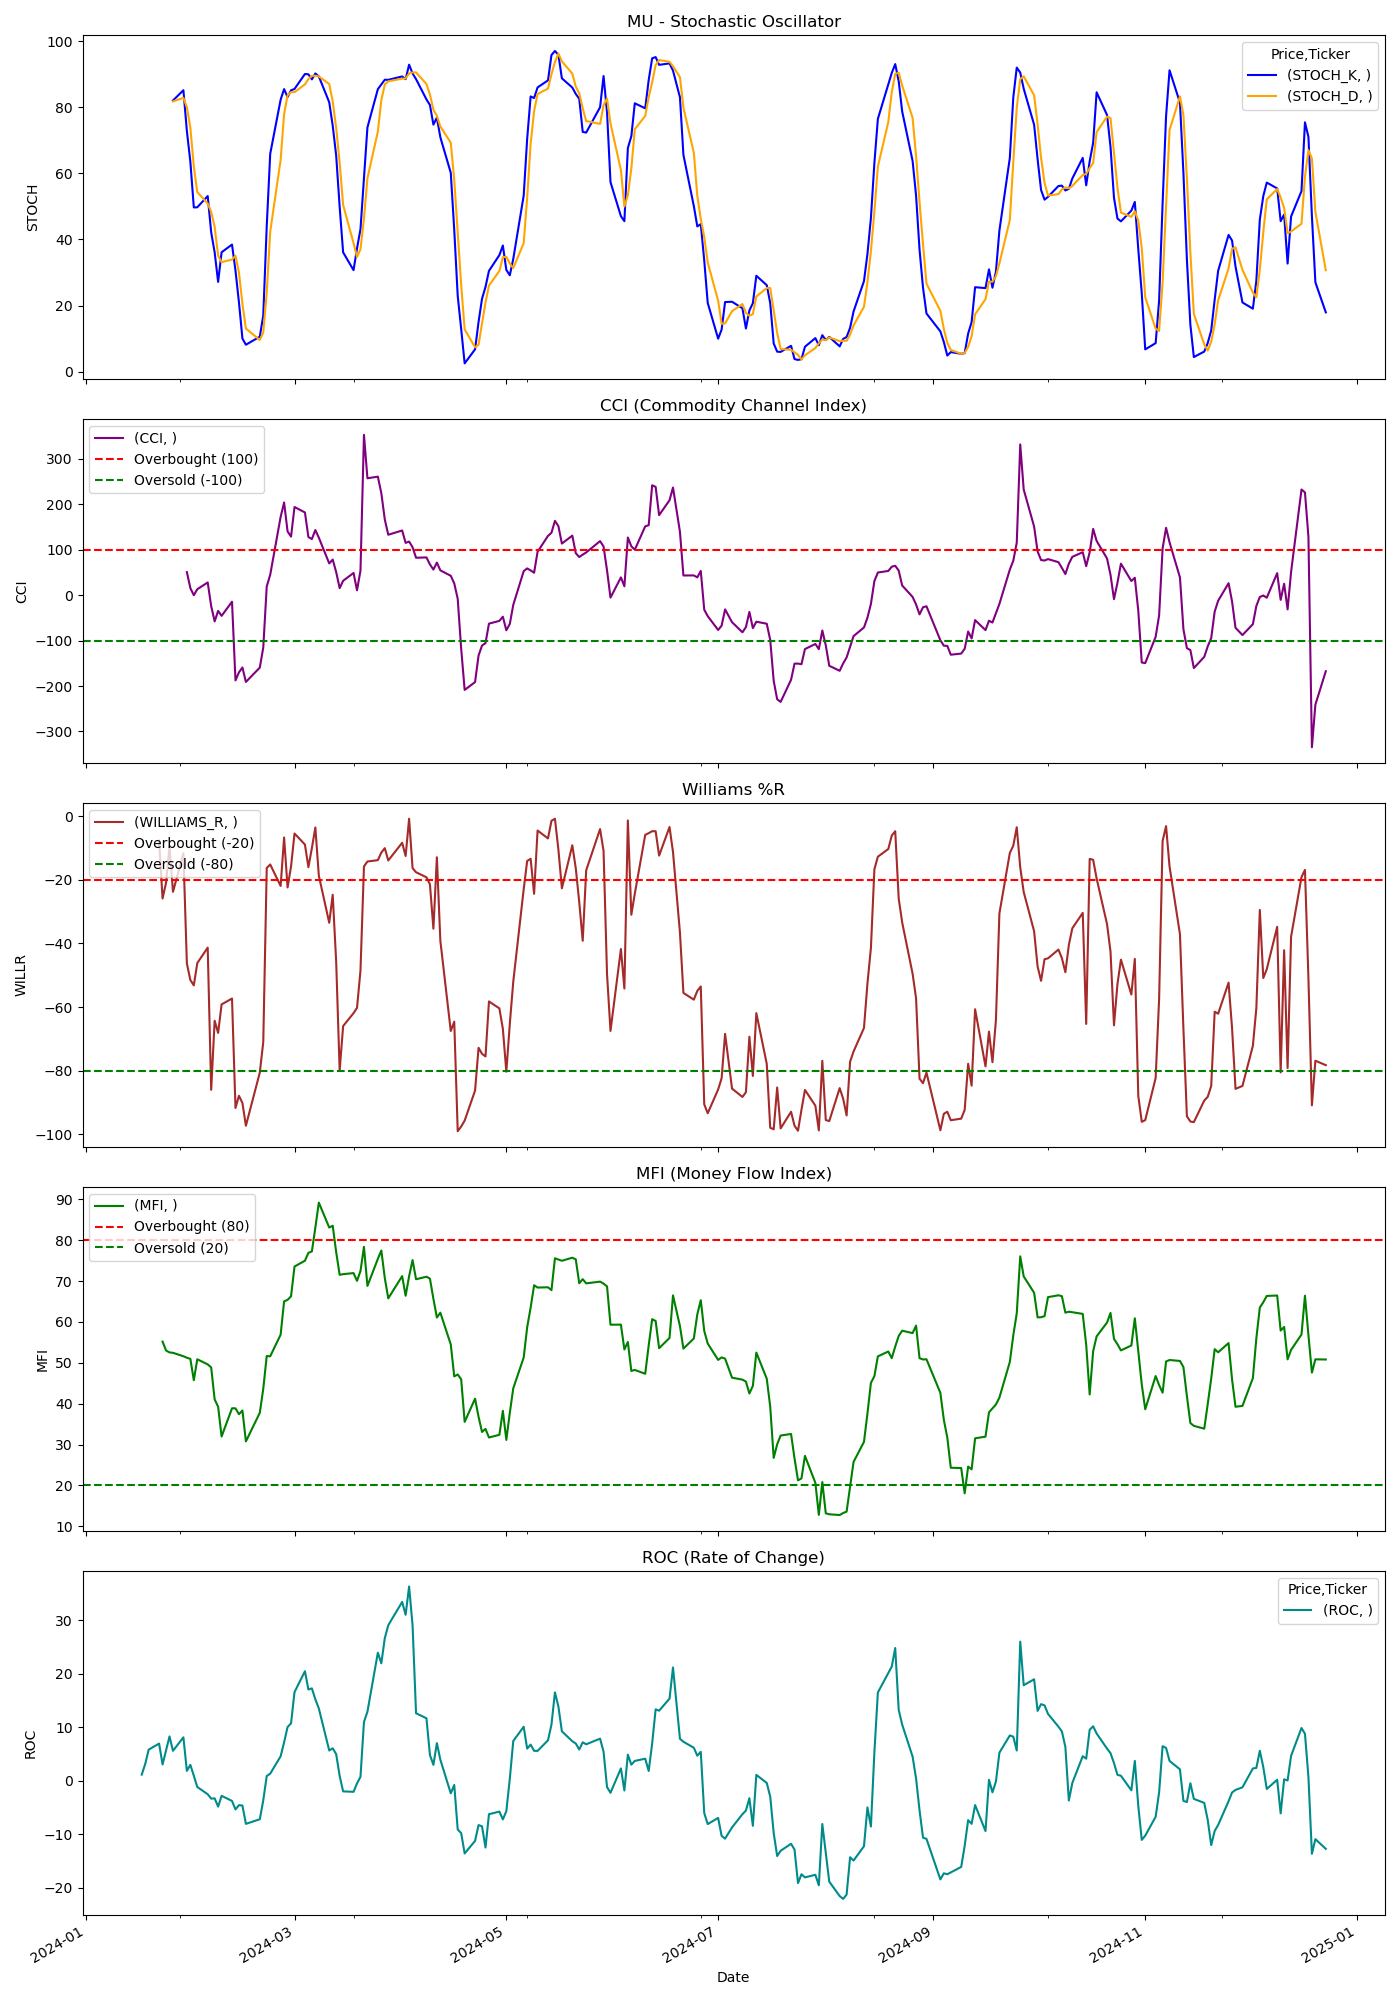 MU - Stochastic Oscillator
100
80
60
40
20
0
STOCH
Price,Ticker
(STOCH_K, )
(STOCH_D, )
CCI (Commodity Channel Index)
300
200
100
0
−100
−200
−300
CCI
(CCI, )
Overbought (100)
Oversold (-100)
Williams %R
0
−20
−40
−60
−80
−100
WILLR
(WILLIAMS_R, )
Overbought (-20)
Oversold (-80)
MFI (Money Flow Index)
90
80
70
60
50
40
30
20
10
MFI
(MFI, )
Overbought (80)
Oversold (20)
ROC (Rate of Change)
30
20
10
0
−10
−20
ROC
Price,Ticker
(ROC, )
2024-01
2024-03
2024-05
2024-07
2024-09
2024-11
2025-01
Date